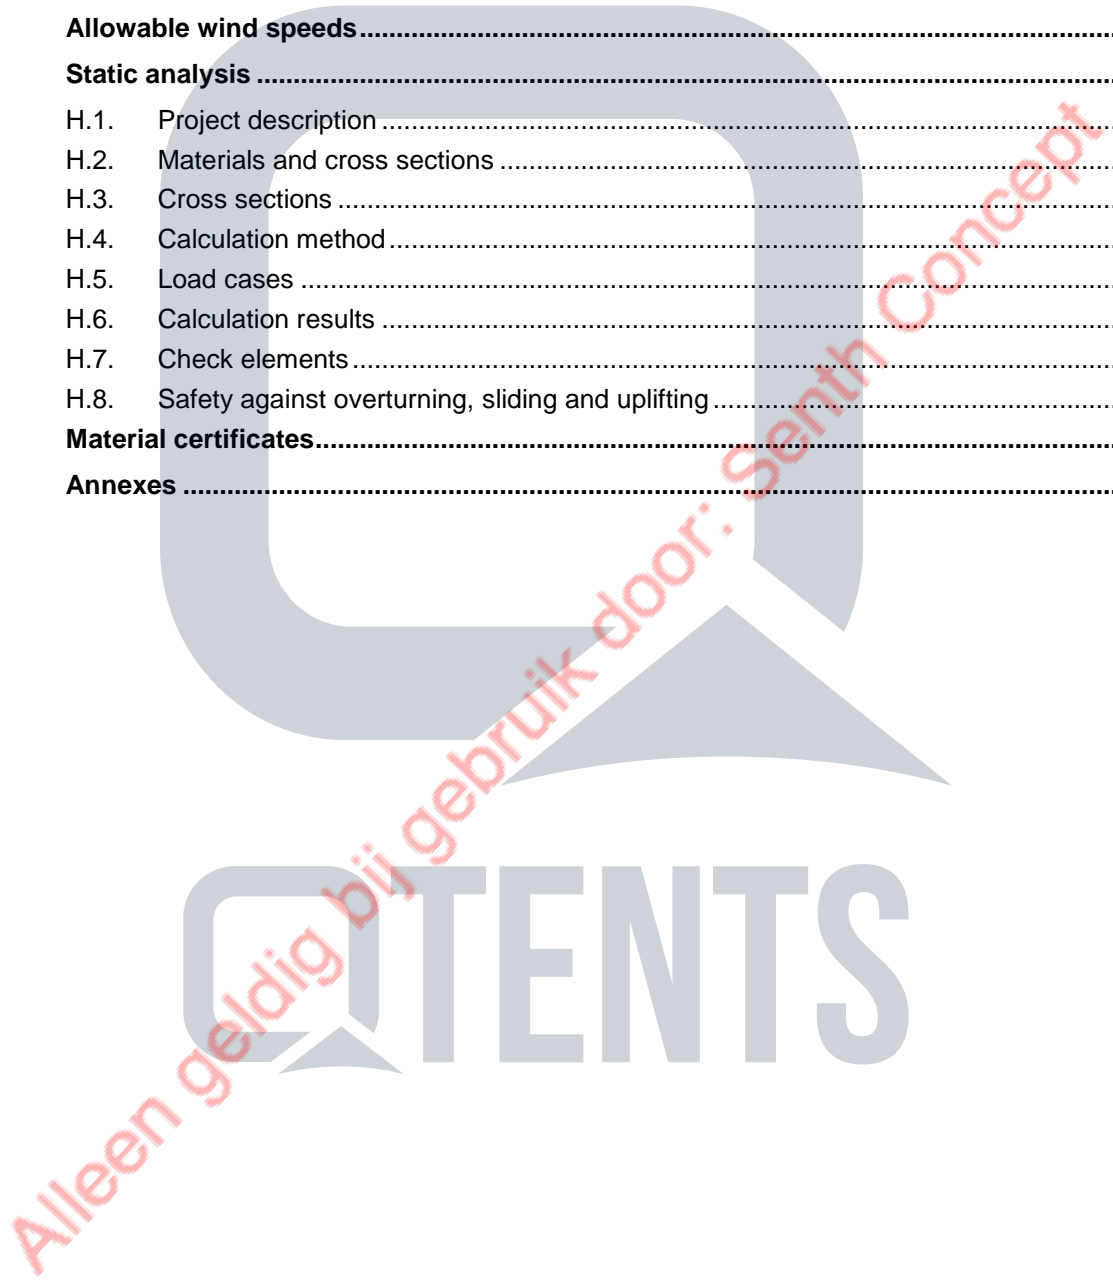 Allowable wind speeds................................................................
Static analysis ................................................................
H.1. Project description ................................................................
H.2. Materials and cross sections ................................................................
H.3. Cross sections ................................................................
H.4. Calculation method ................................................................
H.5. Load cases ................................................................
H.6. Calculation results ................................................................
H.7. Check elements ................................................................
H.8. Safety against overturning, sliding and uplifting ................................................................
Material certificates................................................................
Annexes ................................................................
Alleen geldig bij gebruik door: Senth Concept
QTENTS